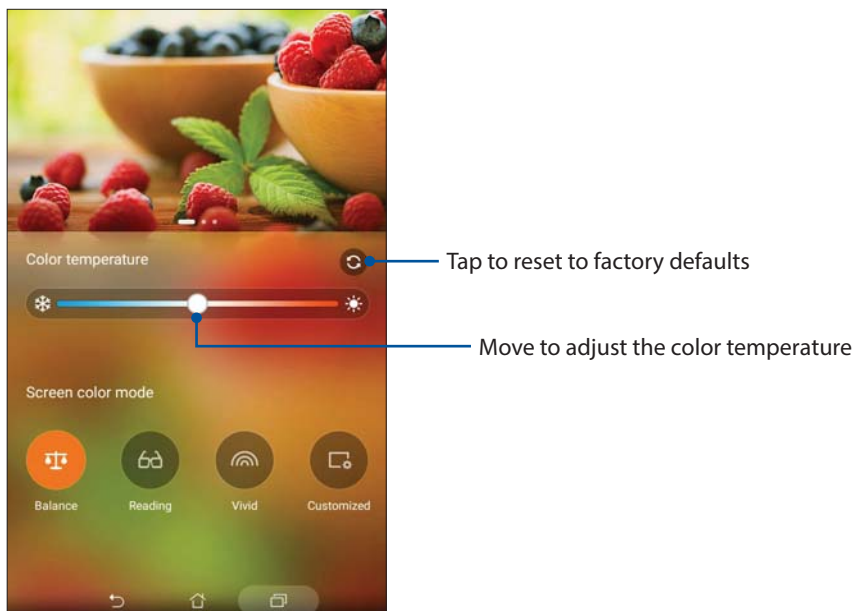 Color temperature
Tap to reset to factory defaults
Move to adjust the color temperature
Screen color mode
Balance Reading Vivid Customized